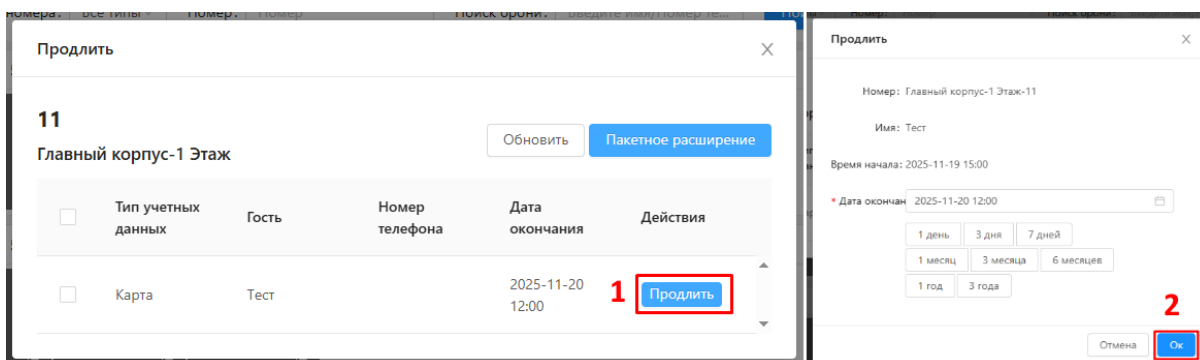 номера: Все типы Номер: Номер Поиск брони: Введите имя/Номер те...
Продлить
11
Главный корпус-1 Этаж
Обновить
Пакетное расширение
Тип учетных данных
Гость
Номер телефона
Дата окончания
Действия
Карта
Тест
2025-11-20
12:00
1
Продлить
Продлить
Номер: Главный корпус-1 Этаж-11
Имя: Тест
Время начала: 2025-11-19 15:00
* Дата окончан 2025-11-20 12:00
1 день 3 дня 7 дней
1 месяц 3 месяца 6 месяцев
1 год 3 года
2
Отмена Ок